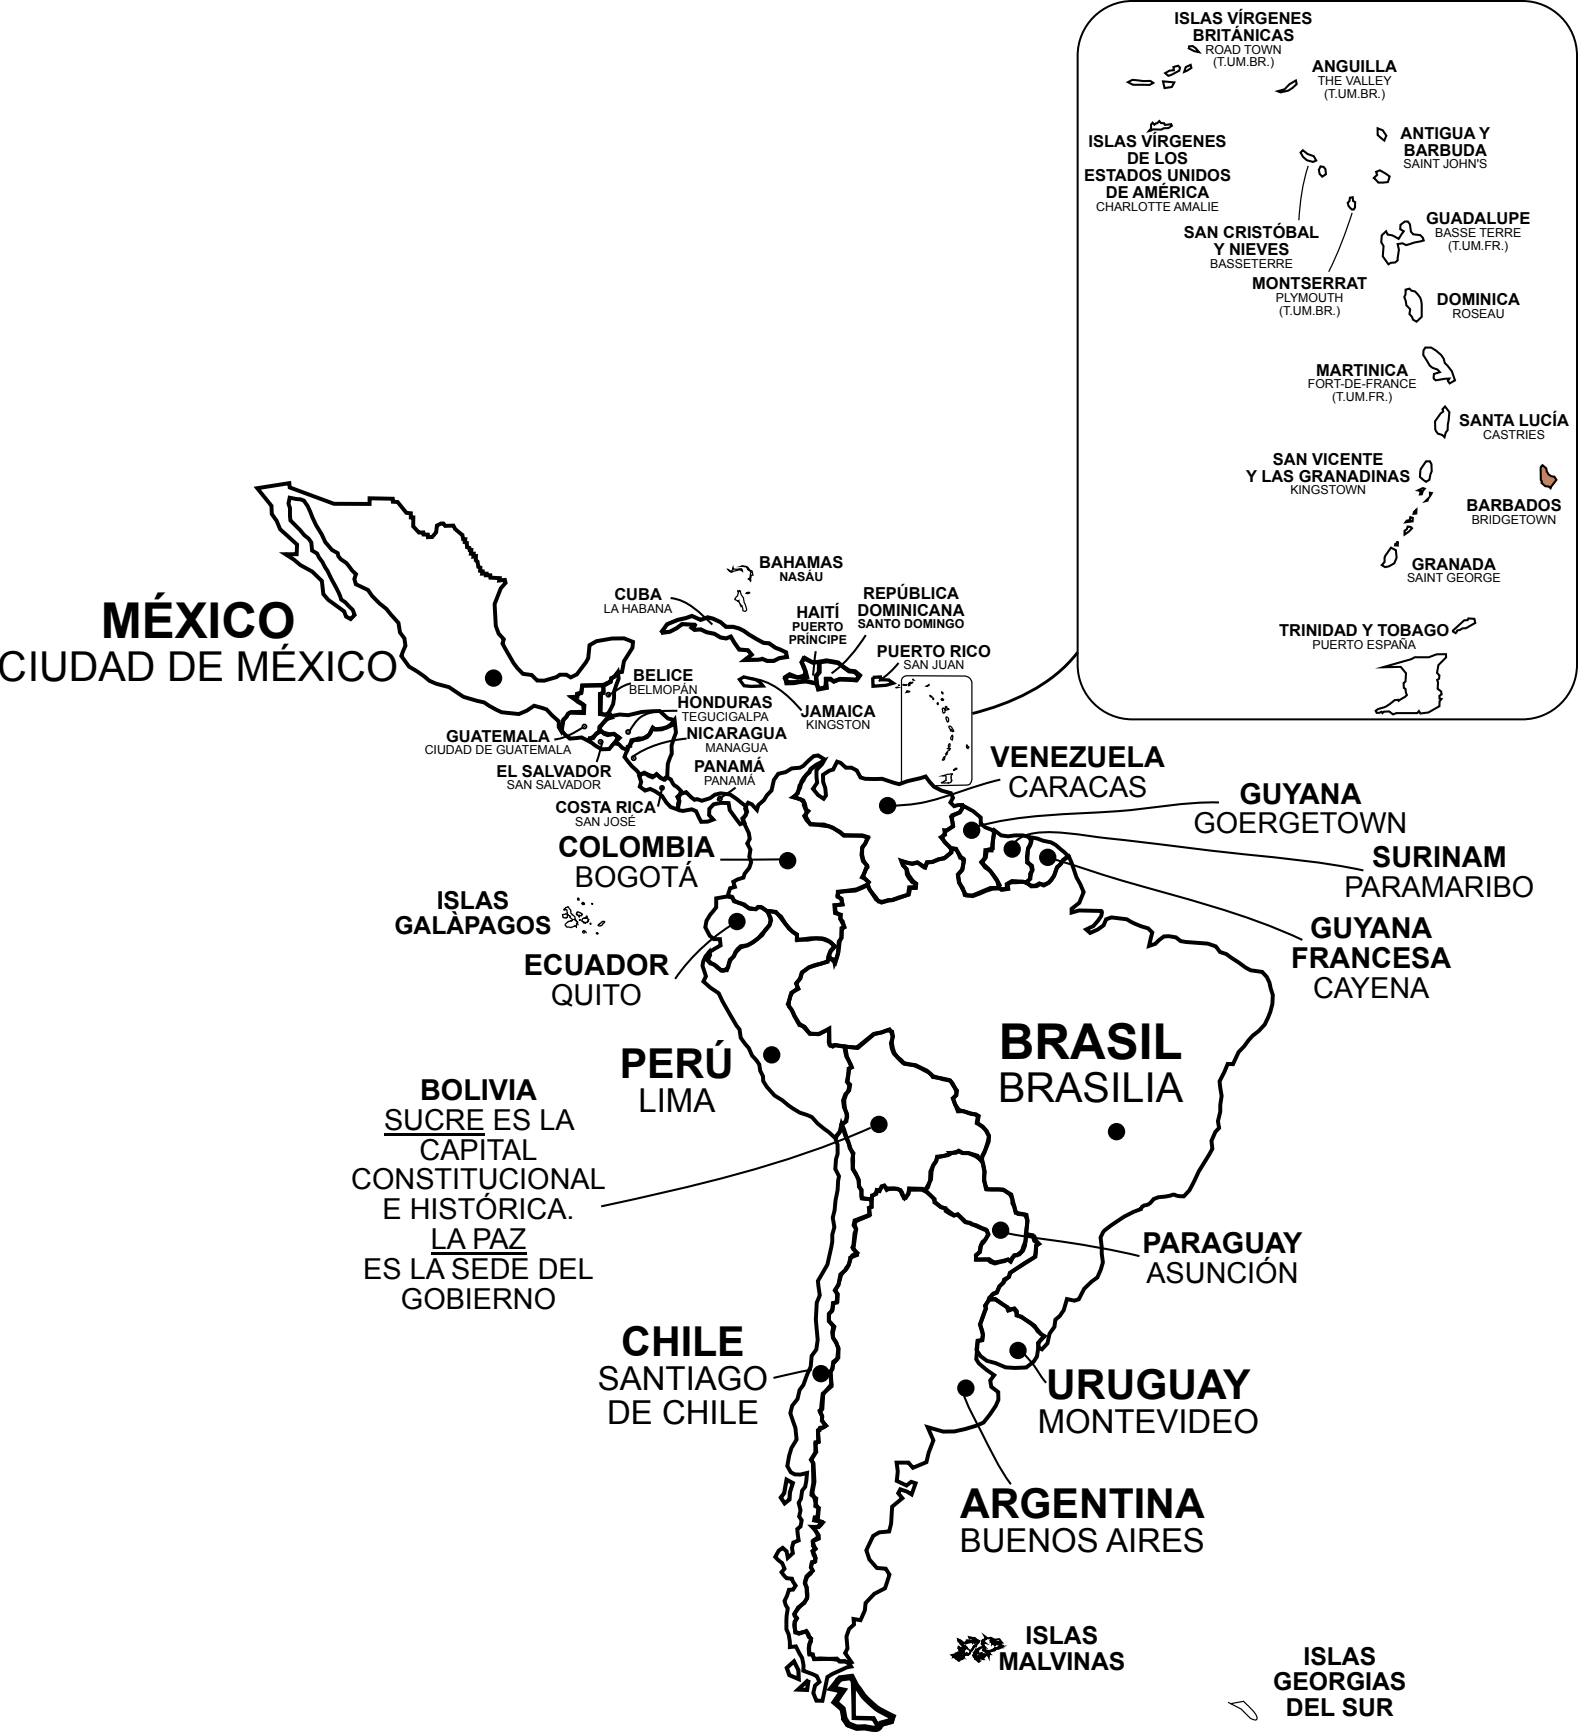 ISLAS VÍRGENES
BRITÁNICAS
ROAD TOWN
(T.UM.BR.)
ANGUILLA
THE VALLEY
(T.UM.BR.)
ISLAS VÍRGENES
DE LOS
ESTADOS UNIDOS
DE AMÉRICA
CHARLOTTE AMALIE
ANTIGUA Y
BARBUDA
SAINT JOHN'S
SAN CRISTÓBAL
Y NIEVES
BASSETERRE
GUADALUPE
BASSE TERRE
(T.UM.FR.)
MONTSERRAT
PLYMOUTH
(T.UM.BR.)
DOMINICA
ROSEAU
MARTINICA
FORT-DE-FRANCE
(T.UM.FR.)
SANTA LUCÍA
CASTRIES
SAN VICENTE
Y LAS GRANADINAS
KINGSTOWN
BARBADOS
BRIDGETOWN
GRANADA
SAINT GEORGE
TRINIDAD Y TOBAGO
PUERTO ESPAÑA
MÉXICO
CIUDAD DE MÉXICO
BAHAMAS
NASÁU
CUBA
LA HABANA
HAITÍ
PUERTO
PRÍNCIPE
REPÚBLICA
DOMINICANA
SANTO DOMINGO
PUERTO RICO
SAN JUAN
BELICE
BELMOPÁN
HONDURAS
TEGUCIGALPA
JAMAICA
KINGSTON
GUATEMALA
CIUDAD DE GUATEMALA
NICARAGUA
MANAGUA
EL SALVADOR
SAN SALVADOR
PANAMÁ
PANAMÁ
COSTA RICA
SAN JOSÉ
VENEZUELA
CARACAS
GUYANA
GOERGETOWN
COLOMBIA
BOGOTÁ
SURINAM
PARAMARIBO
ISLAS
GALÀPAGOS
GUYANA
FRANCESA
CAYENA
ECUADOR
QUITO
BRASIL
BRASILIA
PERÚ
LIMA
BOLIVIA
SUCRE ES LA
CAPITAL
CONSTITUCIONAL
E HISTÓRICA.
LA PAZ
ES LA SEDE DEL
GOBIERNO
PARAGUAY
ASUNCIÓN
CHILE
SANTIAGO
DE CHILE
URUGUAY
MONTEVIDEO
ARGENTINA
BUENOS AIRES
ISLAS
MALVINAS
ISLAS
GEORGIAS
DEL SUR